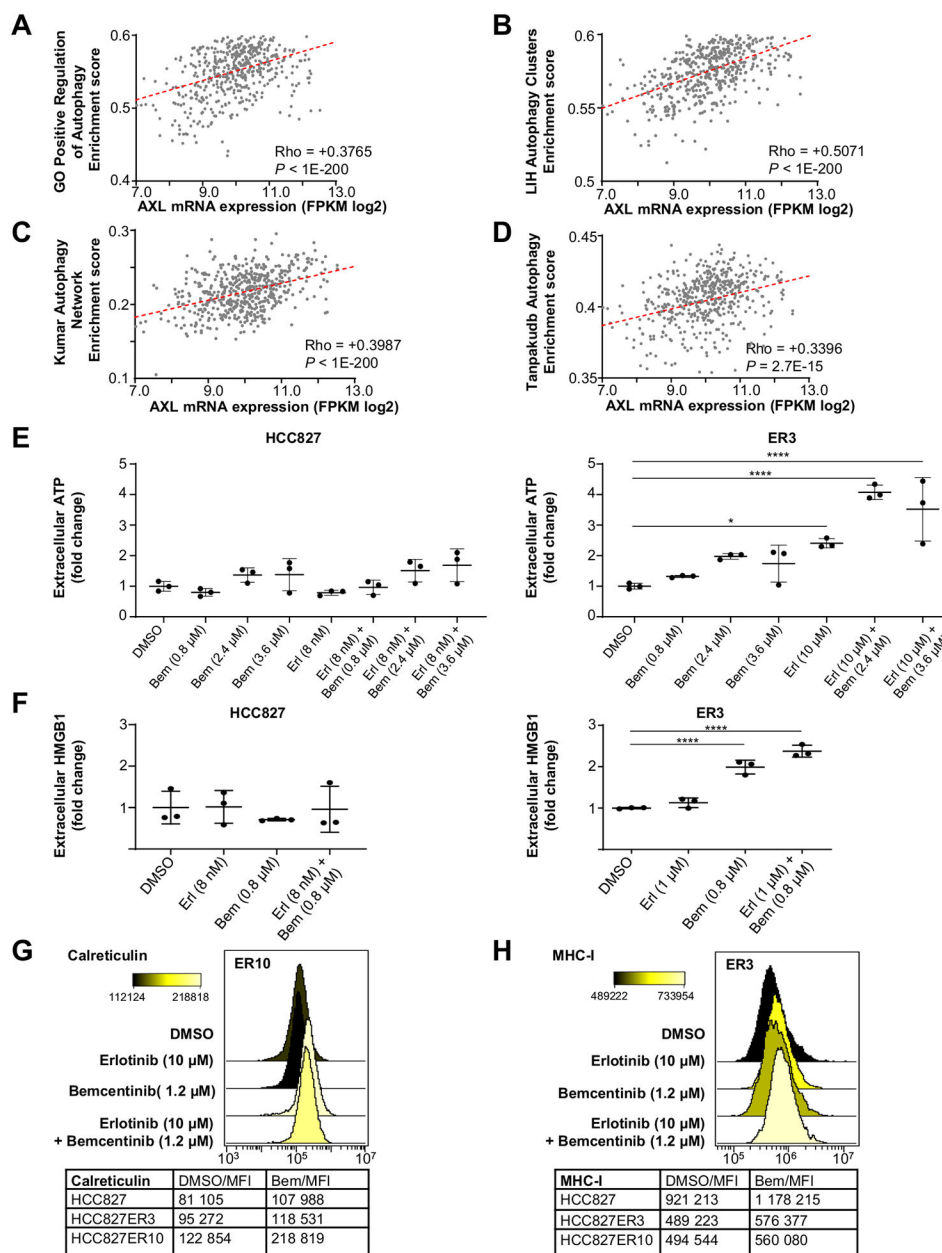 A
GO Positive Regulation
of Autophagy
Enrichment score
0.6
0.5
0.4
7.0
9.0
11.0
13.0
Rho = +0.3765
P < 1E-200
AXL mRNA expression (FPKM log2)
B
LIH Autophagy Clusters
Enrichment score
0.6
0.55
0.5
7.0
9.0
11.0
13.0
Rho = +0.5071
P < 1E-200
AXL mRNA expression (FPKM log2)
C
Kumar Autophagy
Network
Enrichment score
0.3
0.2
0.1
7.0
9.0
11.0
13.0
Rho = +0.3987
P < 1E-200
AXL mRNA expression (FPKM log2)
D
Tanpakudb Autophagy
Enrichment score
0.45
0.4
0.35
7.0
9.0
11.0
13.0
Rho = +0.3396
P = 2.7E-15
AXL mRNA expression (FPKM log2)
E
HCC827
Extracellular ATP
(fold change)
5
4
3
2
1
0
DMSO
Bem (0.8 µM)
Bem (2.4 µM)
Bem (3.6 µM)
Erl (8 nM)
Erl (8 nM) +
Bem (0.8 µM)
Erl (8 nM) +
Bem (2.4 µM)
Erl (8 nM) +
Bem (3.6 µM)
ER3
Extracellular ATP
(fold change)
5
4
3
2
1
0
****
****
*
DMSO
Bem (0.8 µM)
Bem (2.4 µM)
Bem (3.6 µM)
Erl (10 µM)
Erl (10 µM) +
Bem (2.4 µM)
Erl (10 µM) +
Bem (3.6 µM)
F
HCC827
Extracellular HMGB1
(fold change)
3
2
1
DMSO
Erl (8 nM)
Bem (0.8 µM)
Erl (8 nM) +
Bem (0.8 µM)
ER3
Extracellular HMGB1
(fold change)
3
2
1
****
****
DMSO
Erl (1 µM)
Bem (0.8 µM)
Erl (1 µM) +
Bem (0.8 µM)
G
Calreticulin
112124 218818
ER10
DMSO
Erlotinib (10 µM)
Bemcentinib( 1.2 µM)
Erlotinib (10 µM)
+ Bemcentinib (1.2 µM)
10³ 10⁵ 10⁷
Calreticulin DMSO/MFI Bem/MFI
HCC827 81 105 107 988
HCC827ER3 95 272 118 531
HCC827ER10 122 854 218 819
H
MHC-I
489222 733954
ER3
DMSO
Erlotinib (10 µM)
Bemcentinib (1.2 µM)
Erlotinib (10 µM)
+ Bemcentinib (1.2 µM)
10⁵ 10⁶ 10⁷
MHC-I DMSO/MFI Bem/MFI
HCC827 921 213 1 178 215
HCC827ER3 489 223 576 377
HCC827ER10 494 544 560 080